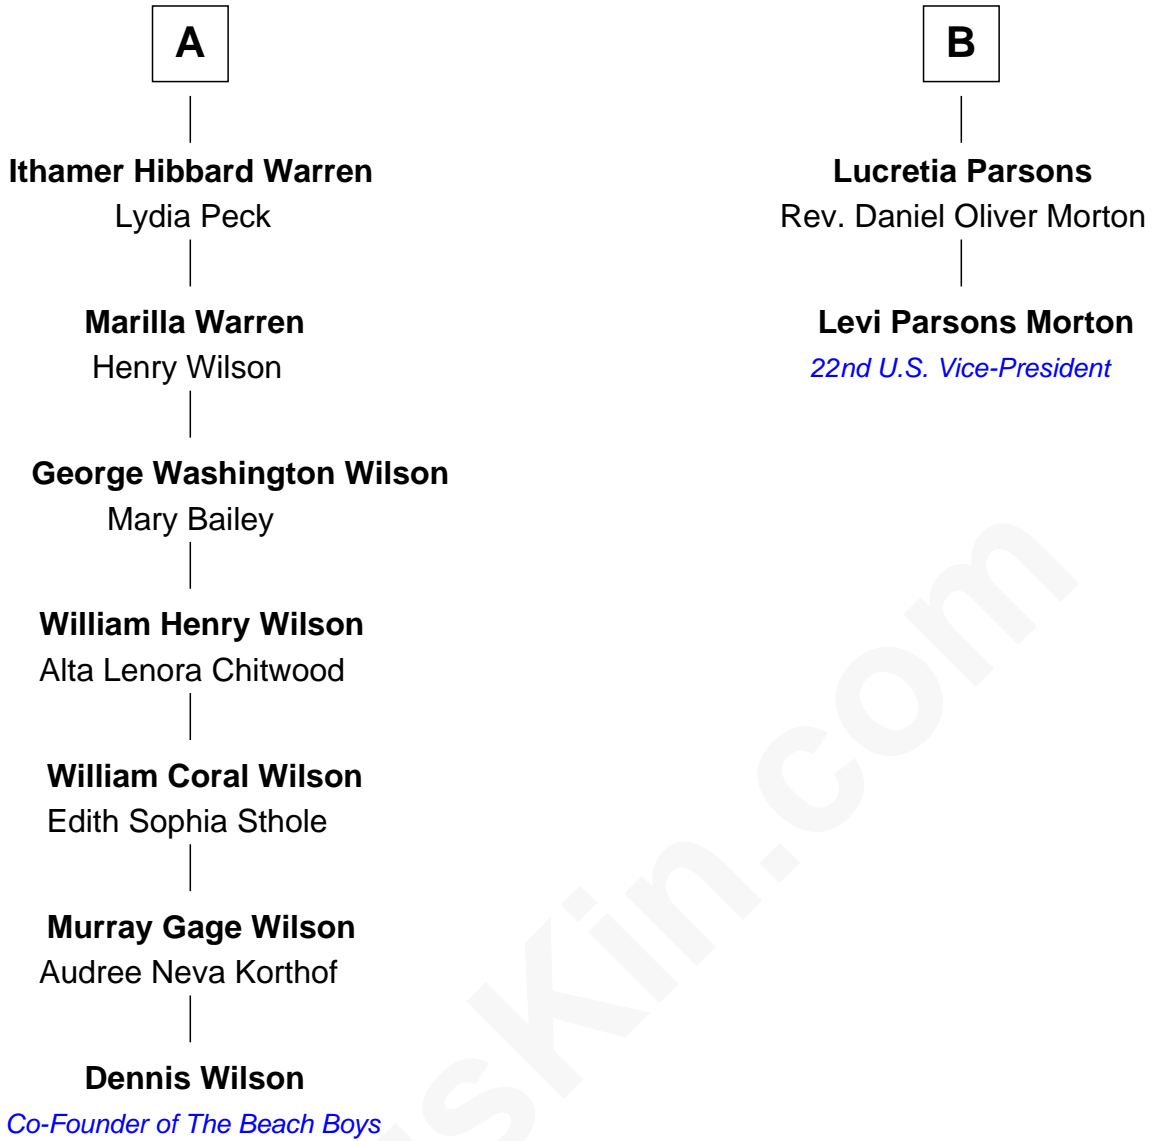 A
Ithamer Hibbard Warren
Lydia Peck
Marilla Warren
Henry Wilson
George Washington Wilson
Mary Bailey
William Henry Wilson
Alta Lenora Chitwood
William Coral Wilson
Edith Sophia Sthole
Murray Gage Wilson
Audree Neva Korthof
Dennis Wilson
Co-Founder of The Beach Boys
B
Lucretia Parsons
Rev. Daniel Oliver Morton
Levi Parsons Morton
22nd U.S. Vice-President
usKin.com